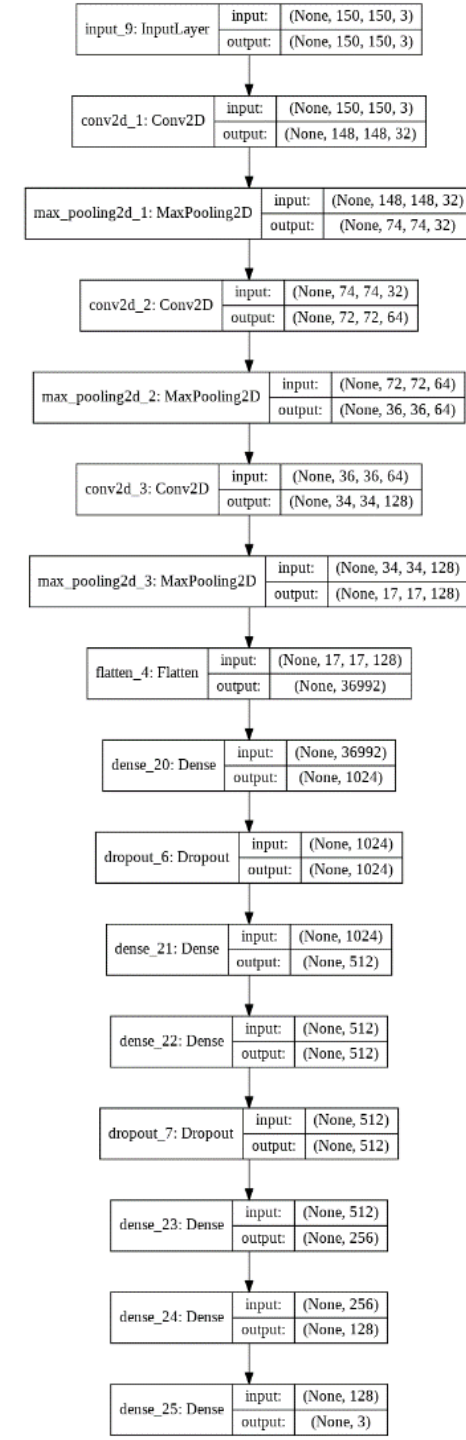 input_9: InputLayer
input: (None, 150, 150, 3)
output: (None, 150, 150, 3)
conv2d_1: Conv2D
input: (None, 150, 150, 3)
output: (None, 148, 148, 32)
max_pooling2d_1: MaxPooling2D
input: (None, 148, 148, 32)
output: (None, 74, 74, 32)
conv2d_2: Conv2D
input: (None, 74, 74, 32)
output: (None, 72, 72, 64)
max_pooling2d_2: MaxPooling2D
input: (None, 72, 72, 64)
output: (None, 36, 36, 64)
conv2d_3: Conv2D
input: (None, 36, 36, 64)
output: (None, 34, 34, 128)
max_pooling2d_3: MaxPooling2D
input: (None, 34, 34, 128)
output: (None, 17, 17, 128)
flatten_4: Flatten
input: (None, 17, 17, 128)
output: (None, 36992)
dense_20: Dense
input: (None, 36992)
output: (None, 1024)
dropout_6: Dropout
input: (None, 1024)
output: (None, 1024)
dense_21: Dense
input: (None, 1024)
output: (None, 512)
dense_22: Dense
input: (None, 512)
output: (None, 512)
dropout_7: Dropout
input: (None, 512)
output: (None, 512)
dense_23: Dense
input: (None, 512)
output: (None, 256)
dense_24: Dense
input: (None, 256)
output: (None, 128)
dense_25: Dense
input: (None, 128)
output: (None, 3)